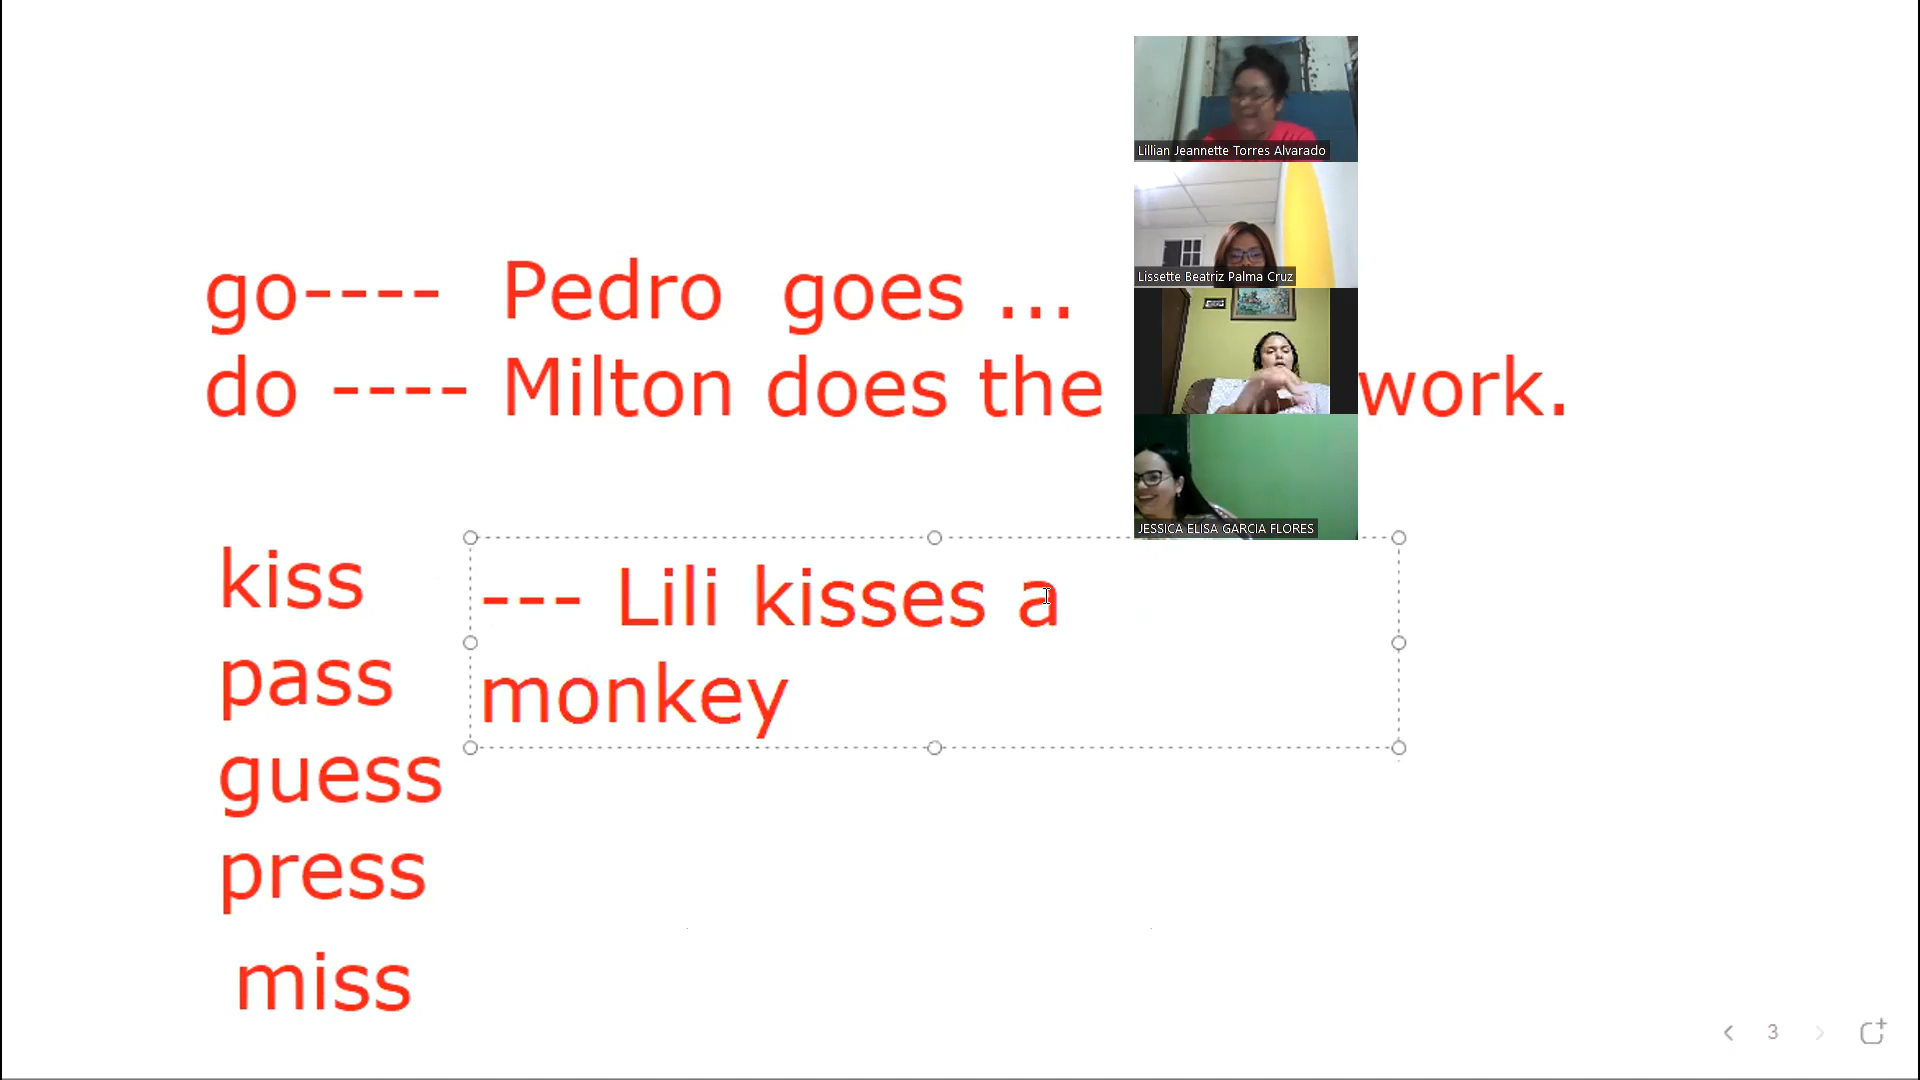 Lillian Jeannette Torres Alvarado
Lissette Beatriz Palma Cruz
go---- Pedro goes ...
do ---- Milton does the work.
JESSICA ELISA GARCIA FLORES
kiss
--- Lili kisses a
monkey
pass
guess
press
miss
3